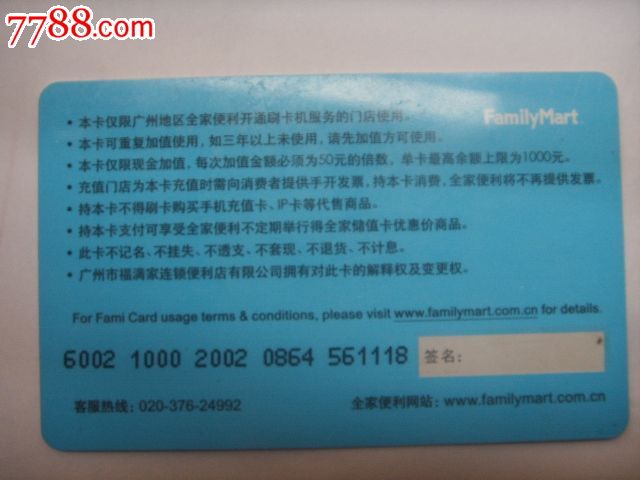 7788.com
中国收藏热线
FamilyMart
• 本卡仅限广州地区全家便利开通刷卡机服务的门店使用。
• 本卡可重复加值使用，如三年以上未使用，请先加值方可使用。
• 本卡仅限现金加值，每次加值金额必须为50元的倍数，单卡最高余额上限为1000元。
• 充值门店为本卡充值时需向消费者提供手开发票，持本卡消费，全家便利将不再提供发票。
• 持本卡不得刷卡购买手机充值卡、IP卡等代售商品。
• 持本卡支付可享受全家便利不定期举行得全家储值卡优惠价商品。
• 此卡不记名、不挂失、不透支、不套现、不退货、不计息。
• 广州市福满家连锁便利店有限公司拥有对此卡的解释权及变更权。
For Fami Card usage terms & conditions, please visit www.familymart.com.cn for details.
6002 1000 2002 0864 561118 签名：
客服热线：020-376-24992 全家便利网站：www.familymart.com.cn